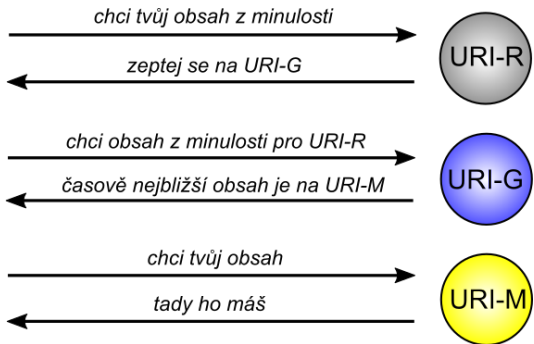 chci tvůj obsah z minulosti
URI-R
zeptej se na URI-G
chci obsah z minulosti pro URI-R
URI-G
časově nejbližší obsah je na URI-M
chci tvůj obsah
URI-M
tady ho máš